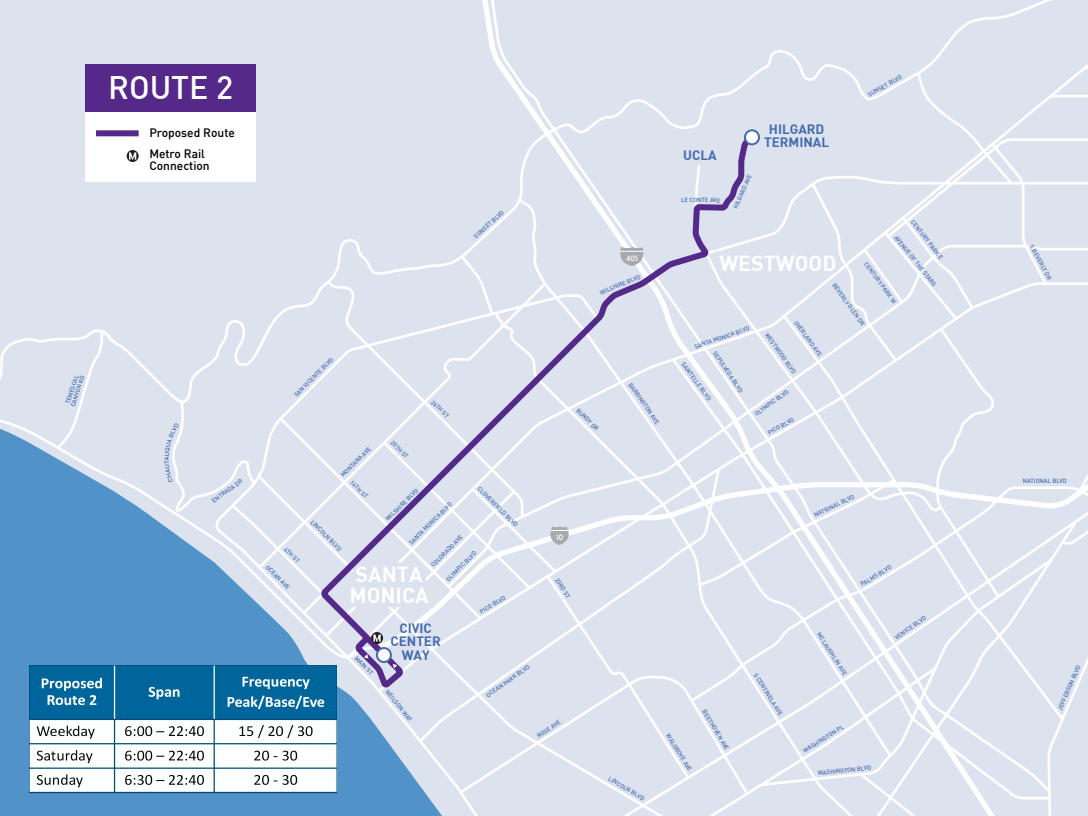 ROUTE 2
Proposed Route
M
Metro Rail
Connection
SUNSET BLVD
HILGARD
TERMINAL
UCLA
HILGARD AVE
LE CONTE AVE
SUNSET BLVD
405
WESTWOOD
CENTURY PARK E
AVENUE OF THE STARS
CENTURY PARK W
S BEVERLY DR
BEVERLY GLEN DR
WILSHIRE BLVD
SANTA MONICA BLVD
OVERLAND AVE
WESTWOOD BLVD
SEPULVEDA BLVD
SAWTELLE BLVD
TEMESCAL
CANYON RD
SAN VICENTE BLVD
BARRINGTON AVE
BUNDY DR
OLYMPIC BLVD
PICO BLVD
26TH ST
CHAUTAUQUA BLVD
MONTANA AVE
20TH ST
14TH ST
ENTRADA DR
WILSHIRE BLVD
SANTA MONICA BLVD
CLOVERFIELD BLVD
NATIONAL BLVD
NATIONAL BLVD
LINCOLN BLVD
4TH ST
OCEAN AVE
COLORADO AVE
OLYMPIC BLVD
10
SANTA
MONICA
PICO BLVD
23RD ST
PALMS BLVD
VENICE BLVD
M
CIVIC
CENTER
WAY
MAIN ST
NEILSON WAY
OCEAN PARK BLVD
MCLAUGHLIN AVE
S CENTINELA AVE
JEFFERSON BLVD
ROSE AVE
BEETHOVEN AVE
WALGROVE AVE
WASHINGTON PL
WASHINGTON BLVD
LINCOLN BLVD
Proposed Route 2 Span Frequency Peak/Base/Eve
Weekday 6:00 – 22:40 15 / 20 / 30
Saturday 6:00 – 22:40 20 - 30
Sunday 6:30 – 22:40 20 - 30